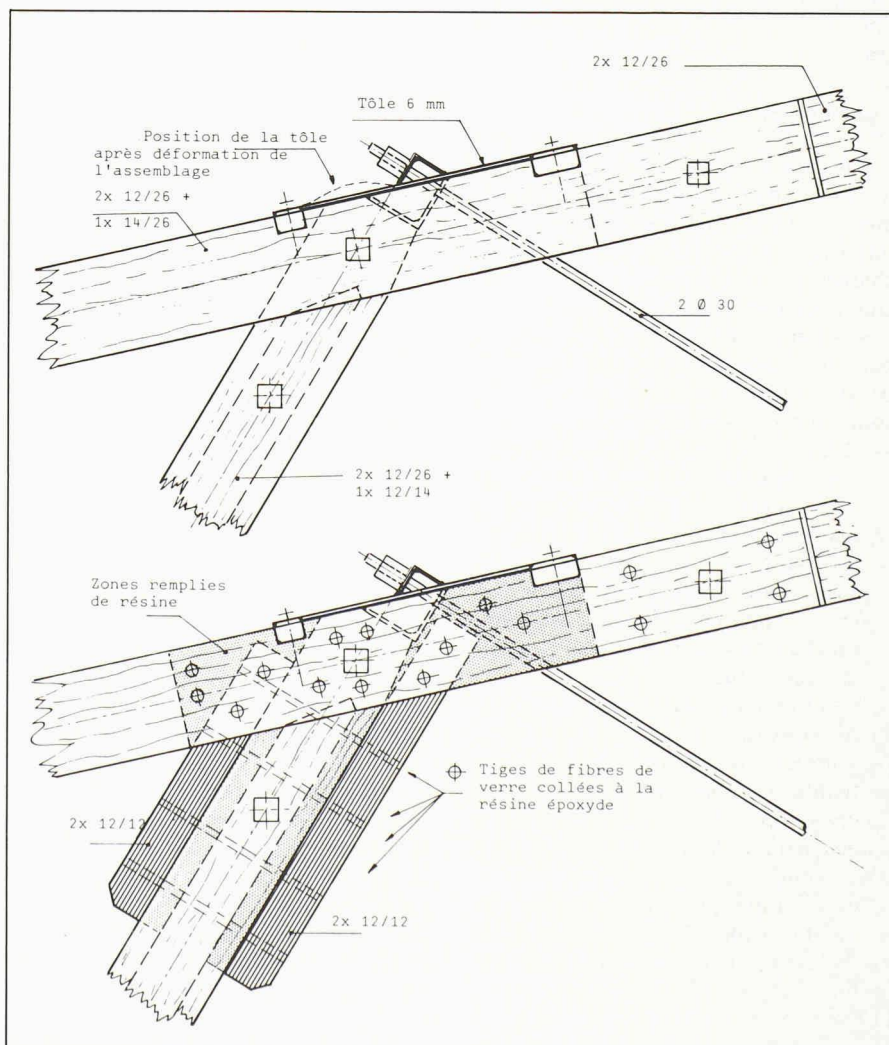 2x 12/26
Tôle 6 mm
Position de la tôle
après déformation de
l'assemblage
2x 12/26 +
1x 14/26
2 Ø 30
2x 12/26 +
1x 12/14
Zones remplies
de résine
Tiges de fibres de
verre collées à la
résine époxyde
2x 12/12
2x 12/12